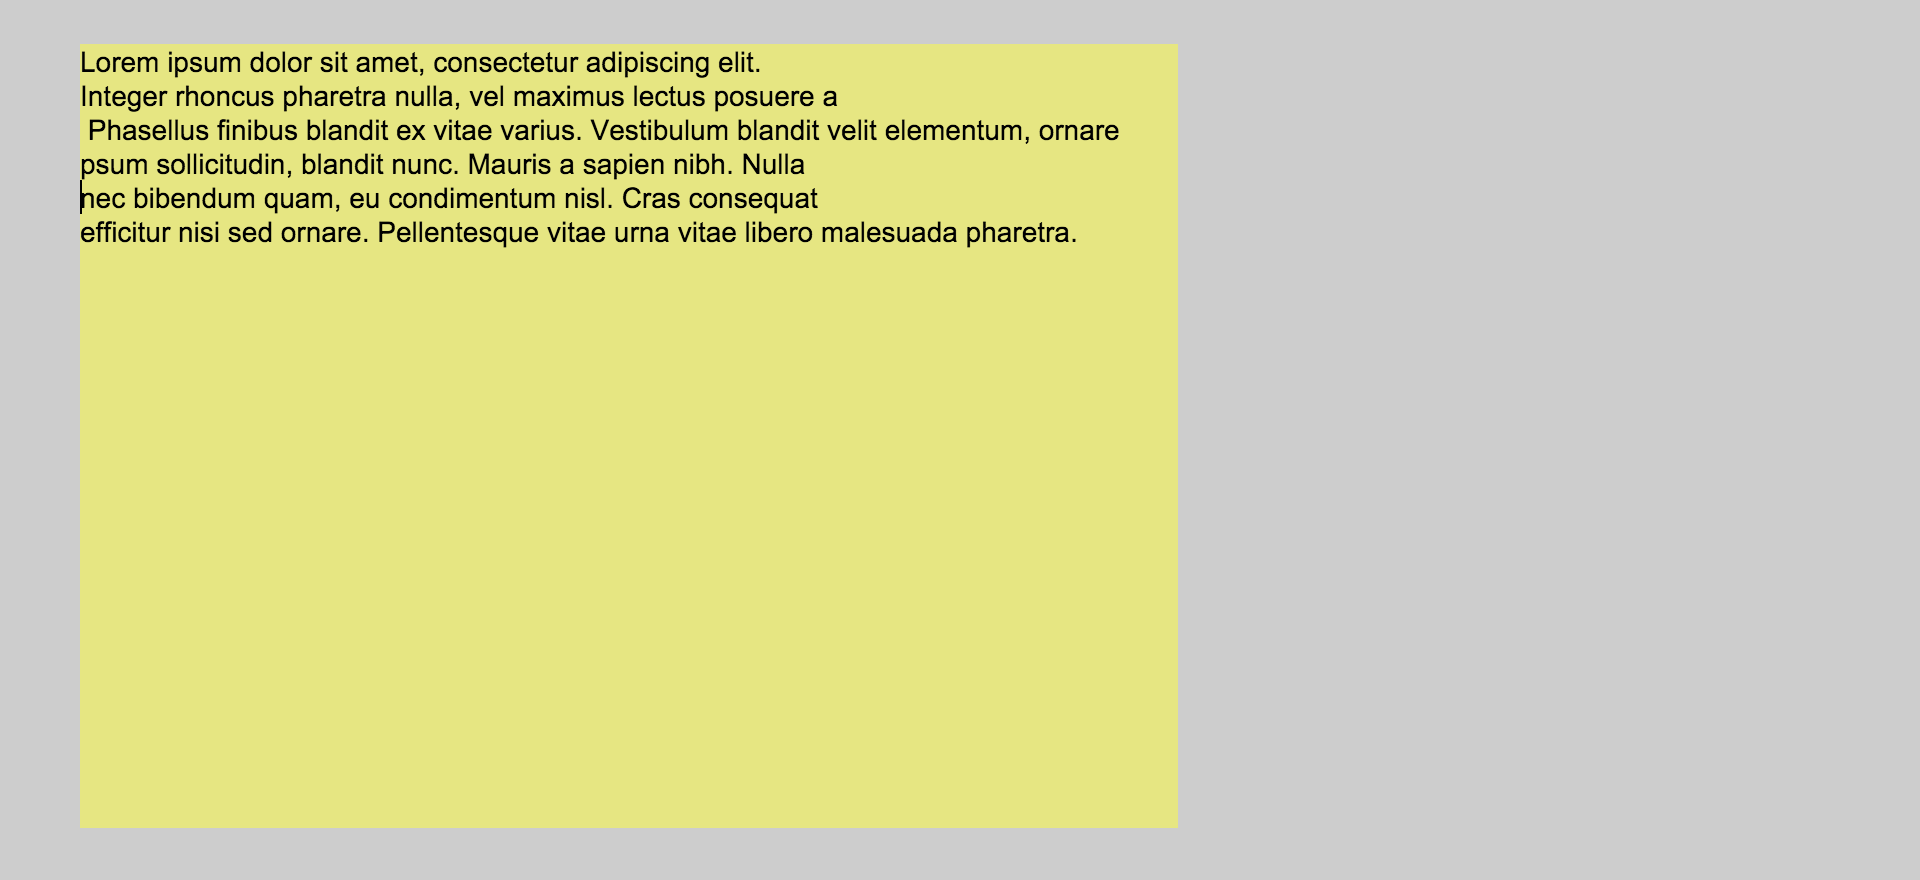 Lorem ipsum dolor sit amet, consectetur adipiscing elit.
Integer rhoncus pharetra nulla, vel maximus lectus posuere a
 Phasellus finibus blandit ex vitae varius. Vestibulum blandit velit elementum, ornare
psum sollicitudin, blandit nunc. Mauris a sapien nibh. Nulla
nec bibendum quam, eu condimentum nisl. Cras consequat
efficitur nisi sed ornare. Pellentesque vitae urna vitae libero malesuada pharetra.